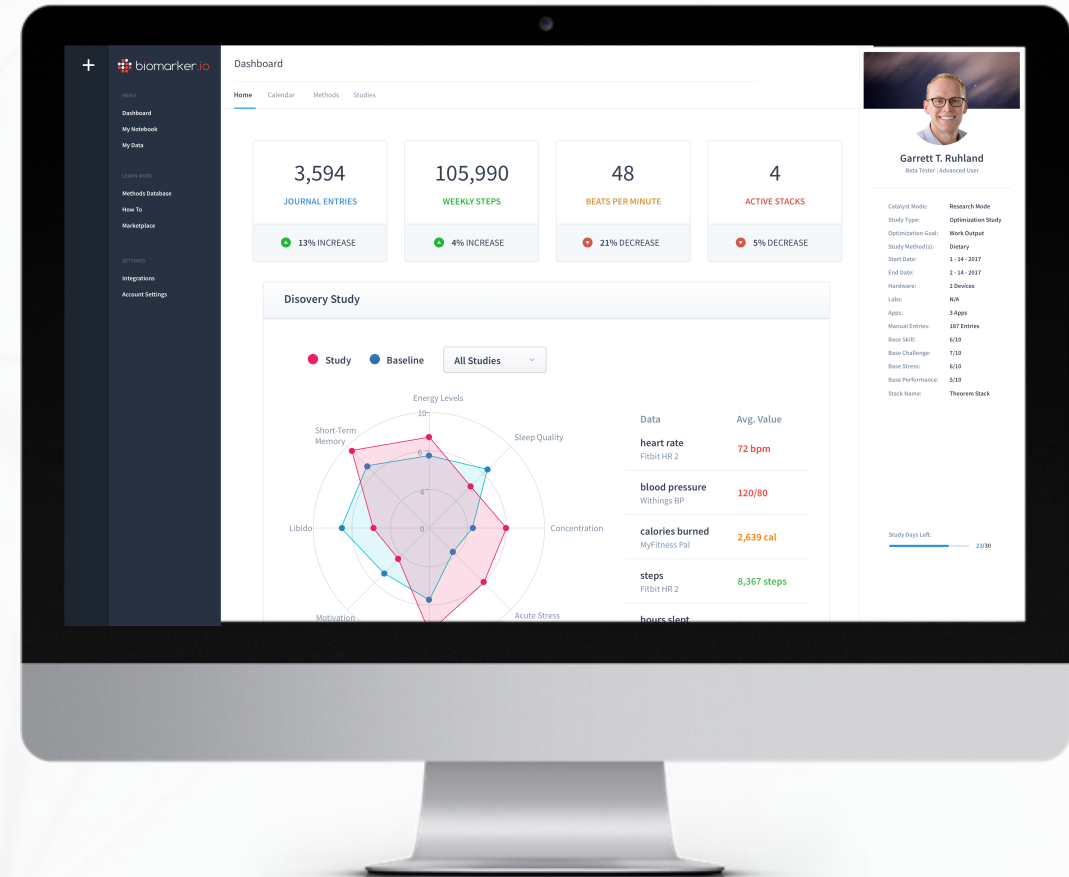 +
biomarker.io
MENU
Dashboard
My Notebook
My Data
LEARN MORE
Methods Database
How To
Marketplace
SETTINGS
Integrations
Account Settings
Dashboard
Home Calendar Methods Studies
3,594
JOURNAL ENTRIES
13% INCREASE
105,990
WEEKLY STEPS
4% INCREASE
48
BEATS PER MINUTE
21% DECREASE
4
ACTIVE STACKS
5% DECREASE
Disovery Study
Study Baseline All Studies
Energy Levels
10
Short-Term
Memory
Sleep Quality
6
4
Libido
0
Concentration
Motivation
Acute Stress
Data Avg. Value
heart rate
Fitbit HR 2
72 bpm
blood pressure
Withings BP
120/80
calories burned
MyFitness Pal
2,639 cal
steps
Fitbit HR 2
8,367 steps
hours slept
Garrett T. Ruhland
Beta Tester | Advanced User
Catalyst Mode: Research Mode
Study Type: Optimization Study
Optimization Goal: Work Output
Study Method(s): Dietary
Start Date: 1 - 14 - 2017
End Date: 2 - 14 - 2017
Hardware: 2 Devices
Labs: N/A
Apps: 3 Apps
Manual Entries: 187 Entries
Base Skill: 6/10
Base Challenge: 7/10
Base Stress: 6/10
Base Performance: 5/10
Stack Name: Theorem Stack
Study Days Left:
23/30